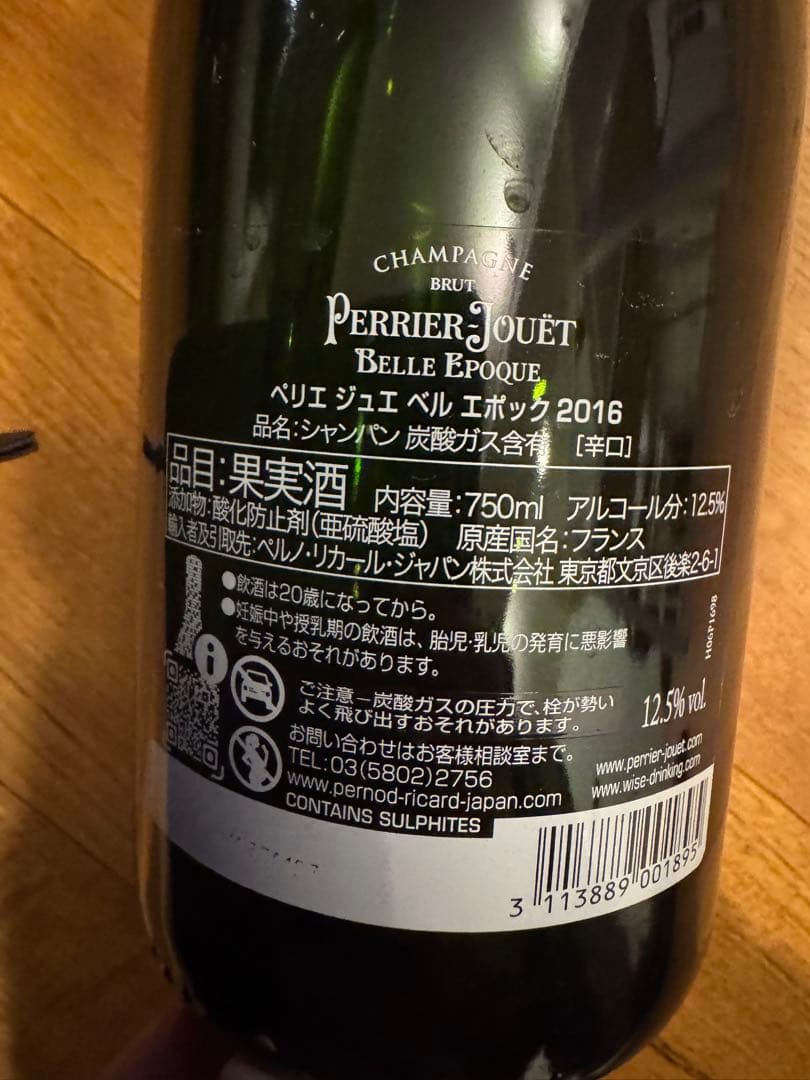 CHAMPAGNE
BRUT
PERRIER-JOUËT
BELLE EPOQUE
ペリエ ジュエ ベル エポック 2016
品名:シャンパン 炭酸ガス含有 [辛口]
品目:果実酒 内容量:750ml アルコール分:12.5%
添加物:酸化防止剤(亜硫酸塩) 原産国名:フランス
輸入者及引取先:ペルノ・リカール・ジャパン株式会社 東京都文京区後楽2-6-1
●飲酒は20歳になってから。
●妊娠中や授乳期の飲酒は、胎児・乳児の発育に悪影響
を与えるおそれがあります。
H06P1698
ご注意－炭酸ガスの圧力で、栓が勢い
よく飛び出すおそれがあります。
12.5% vol.
お問い合わせはお客様相談室まで。
TEL:03(5802)2756
www.pernod-ricard-japan.com
www.perrier-jouet.com
www.wise-drinking.com
CONTAINS SULPHITES
3 113889 001895